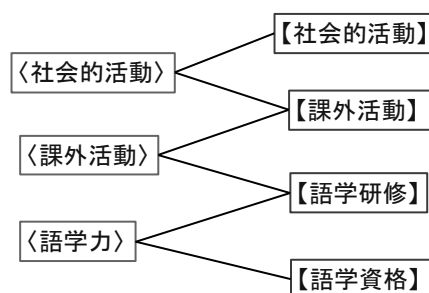 【社会的活動】
〈社会的活動〉
【課外活動】
〈課外活動〉
【語学研修】
〈語学力〉
【語学資格】